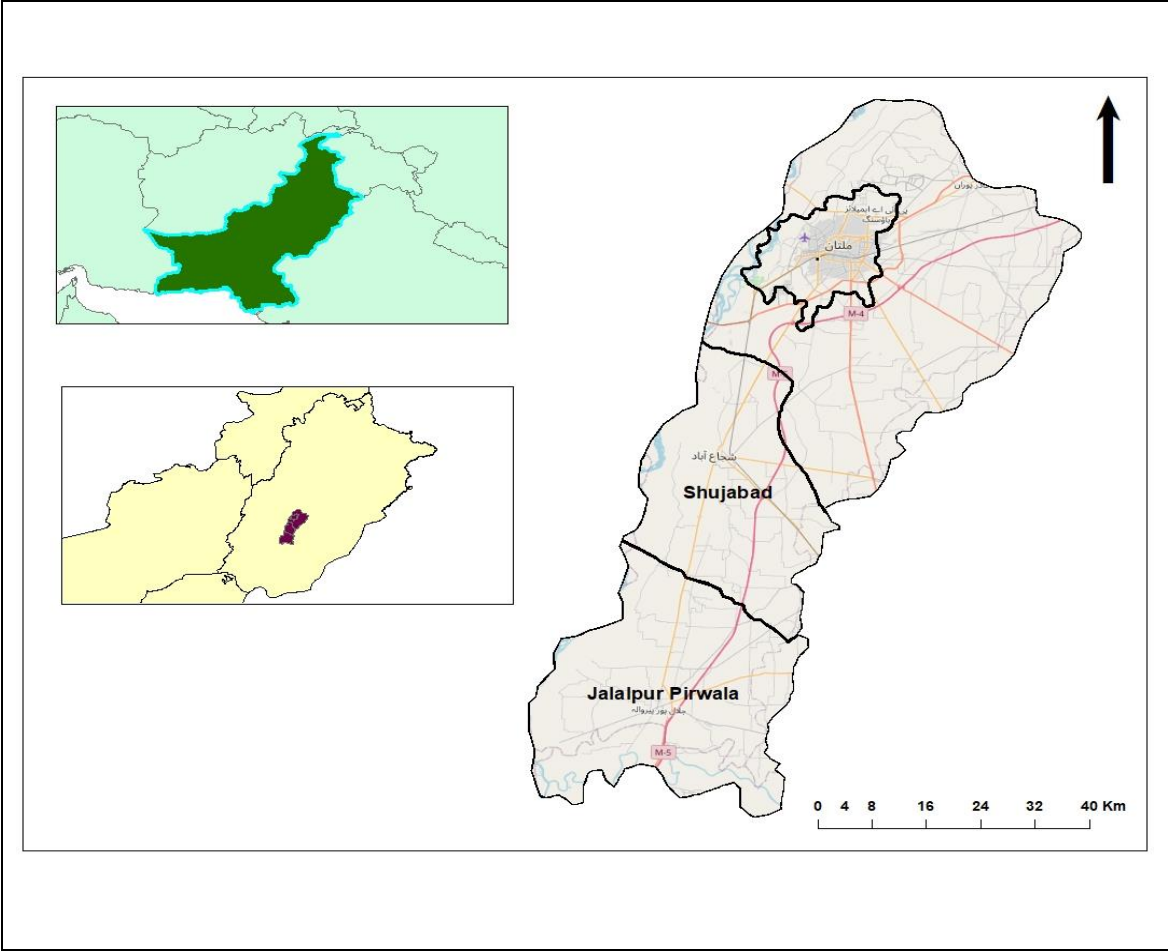 ملتان
M-4
شجاع آباد
Shujabad
Jalalpur Pirwala
جلال پور پیروالہ
M-5
0 4 8 16 24 32 40 Km